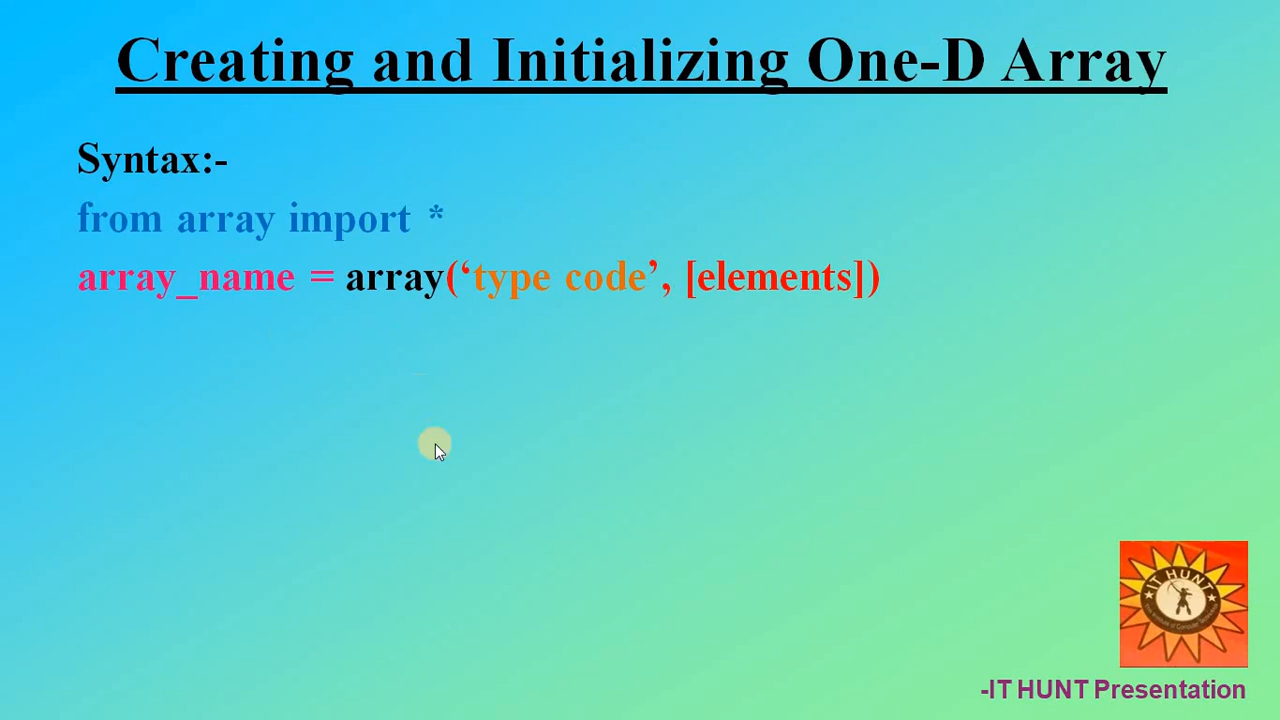 Creating and Initializing One-D Array
Syntax:-
from array import *
array_name = array(‘type code’, [elements])
IT HUNT
-IT HUNT Presentation